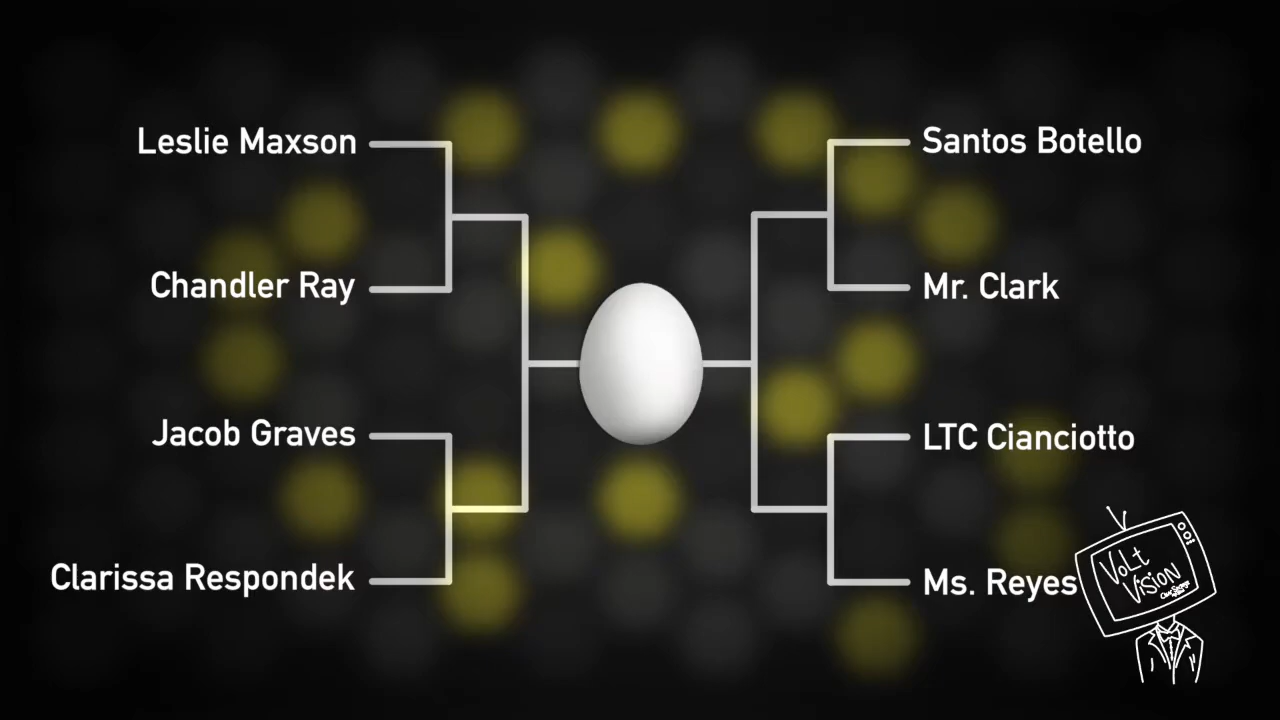 Leslie Maxson
Chandler Ray
Jacob Graves
Clarissa Respondek
Santos Botello
Mr. Clark
LTC Cianciotto
Ms. Reyes
Volt
Vision